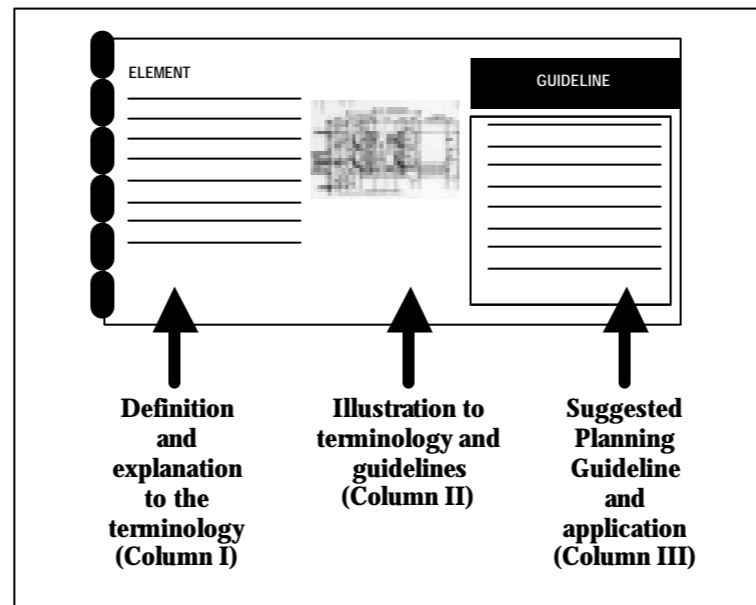 ELEMENT
GUIDELINE
Definition
and
explanation
to the
terminology
(Column I)
Illustration to
terminology and
guidelines
(Column II)
Suggested
Planning
Guideline
and
application
(Column III)